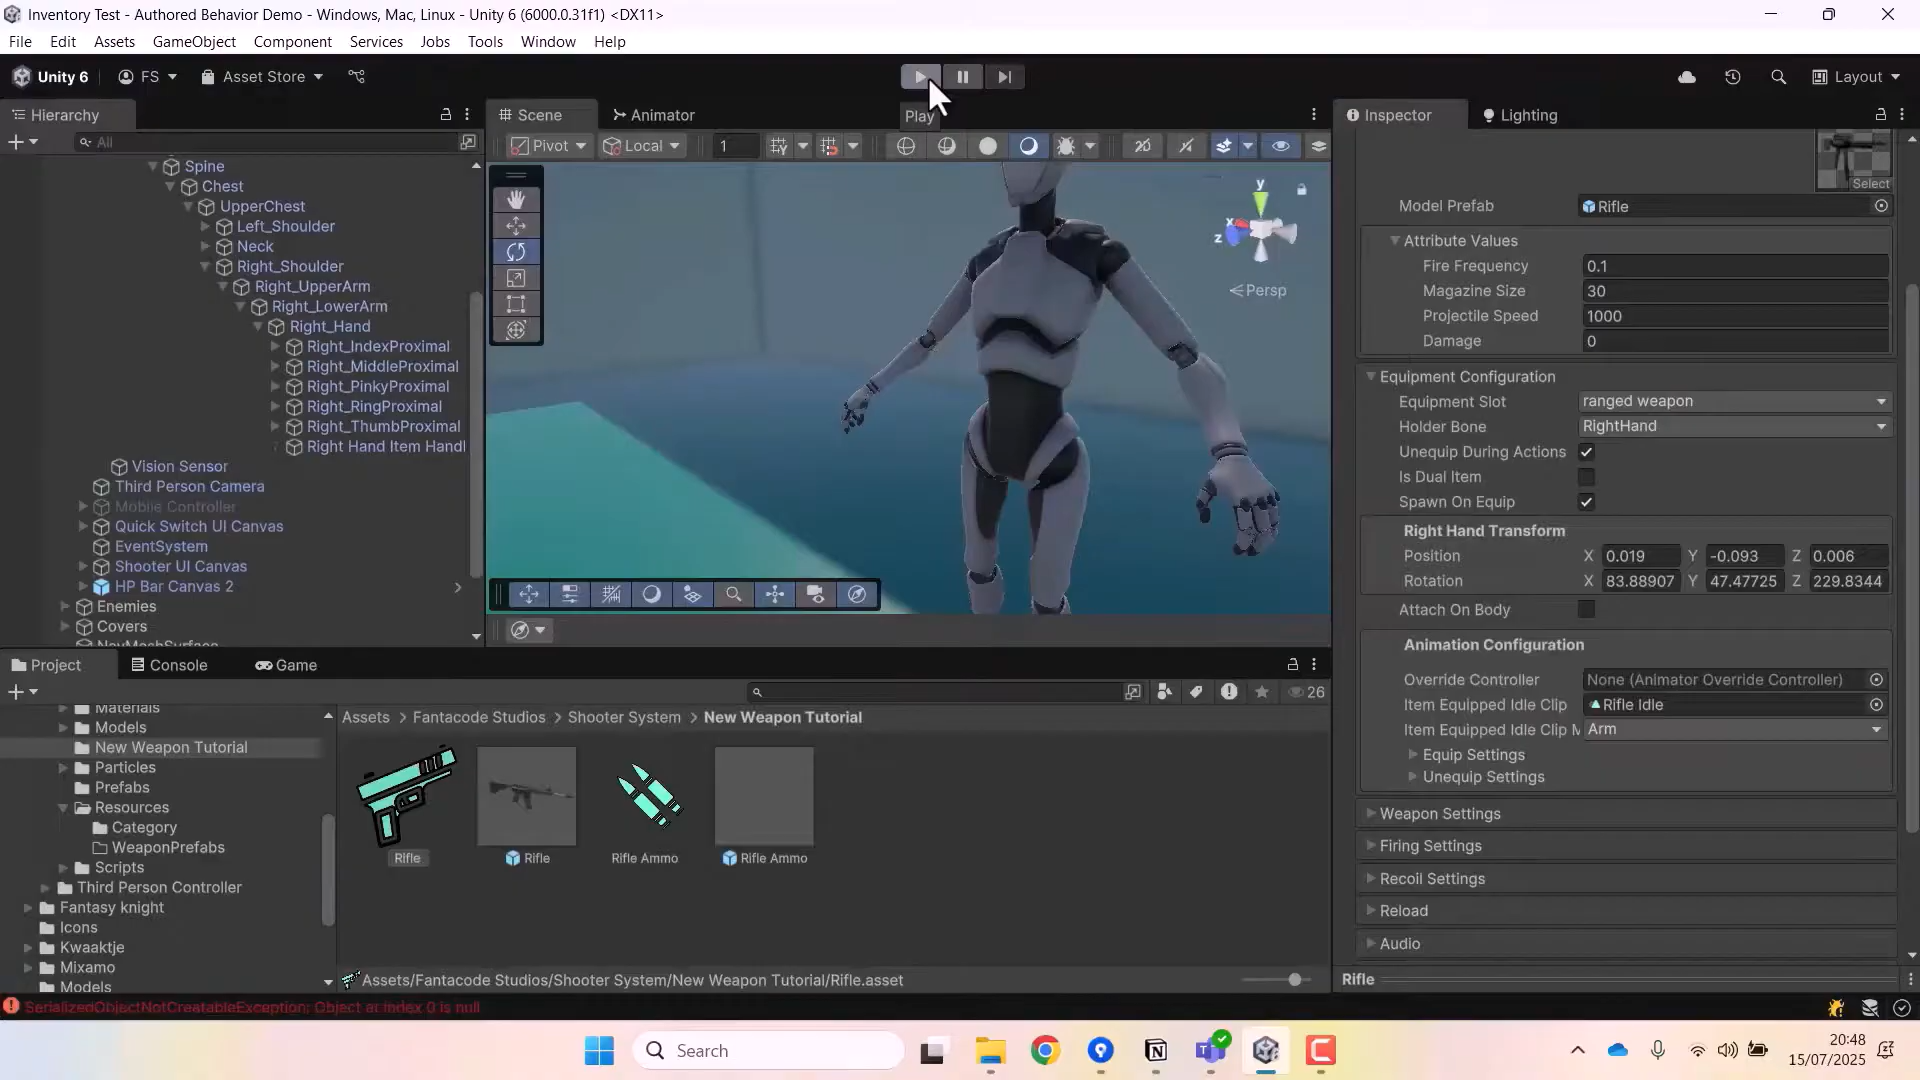 Inventory Test - Authored Behavior Demo - Windows, Mac, Linux - Unity 6 (6000.0.31f1) <DX11>
File Edit Assets GameObject Component Services Jobs Tools Window Help
Unity 6 FS Asset Store Layout
Hierarchy
All
Spine
Chest
UpperChest
Left_Shoulder
Neck
Right_Shoulder
Right_UpperArm
Right_LowerArm
Right_Hand
Right_IndexProximal
Right_MiddleProximal
Right_PinkyProximal
Right_RingProximal
Right_ThumbProximal
Right Hand Item Handl
Vision Sensor
Third Person Camera
Mobile Controller
Quick Switch UI Canvas
EventSystem
Shooter UI Canvas
HP Bar Canvas 2
Enemies
Covers
NavMeshSurface
Scene Animator
Play
Pivot Local 1 2D
y
x
z
Persp
Inspector Lighting
Select
Model Prefab Rifle
Attribute Values
Fire Frequency 0.1
Magazine Size 30
Projectile Speed 1000
Damage 0
Equipment Configuration
Equipment Slot ranged weapon
Holder Bone RightHand
Unequip During Actions
Is Dual Item
Spawn On Equip
Right Hand Transform
Position X 0.019 Y -0.093 Z 0.006
Rotation X 83.88907 Y 47.47725 Z 229.8344
Attach On Body
Animation Configuration
Override Controller None (Animator Override Controller)
Item Equipped Idle Clip Rifle Idle
Item Equipped Idle Clip M Arm
Equip Settings
Unequip Settings
Weapon Settings
Firing Settings
Recoil Settings
Reload
Audio
Rifle
Project Console Game
26
Materials
Models
New Weapon Tutorial
Particles
Prefabs
Resources
Category
WeaponPrefabs
Scripts
Third Person Controller
Fantasy knight
Icons
Kwaaktje
Mixamo
Models
Assets > Fantacode Studios > Shooter System > New Weapon Tutorial
Rifle Rifle Rifle Ammo Rifle Ammo
Assets/Fantacode Studios/Shooter System/New Weapon Tutorial/Rifle.asset
SerializedObjectNotCreatableException: Object at index 0 is null
Search
20:48
15/07/2025